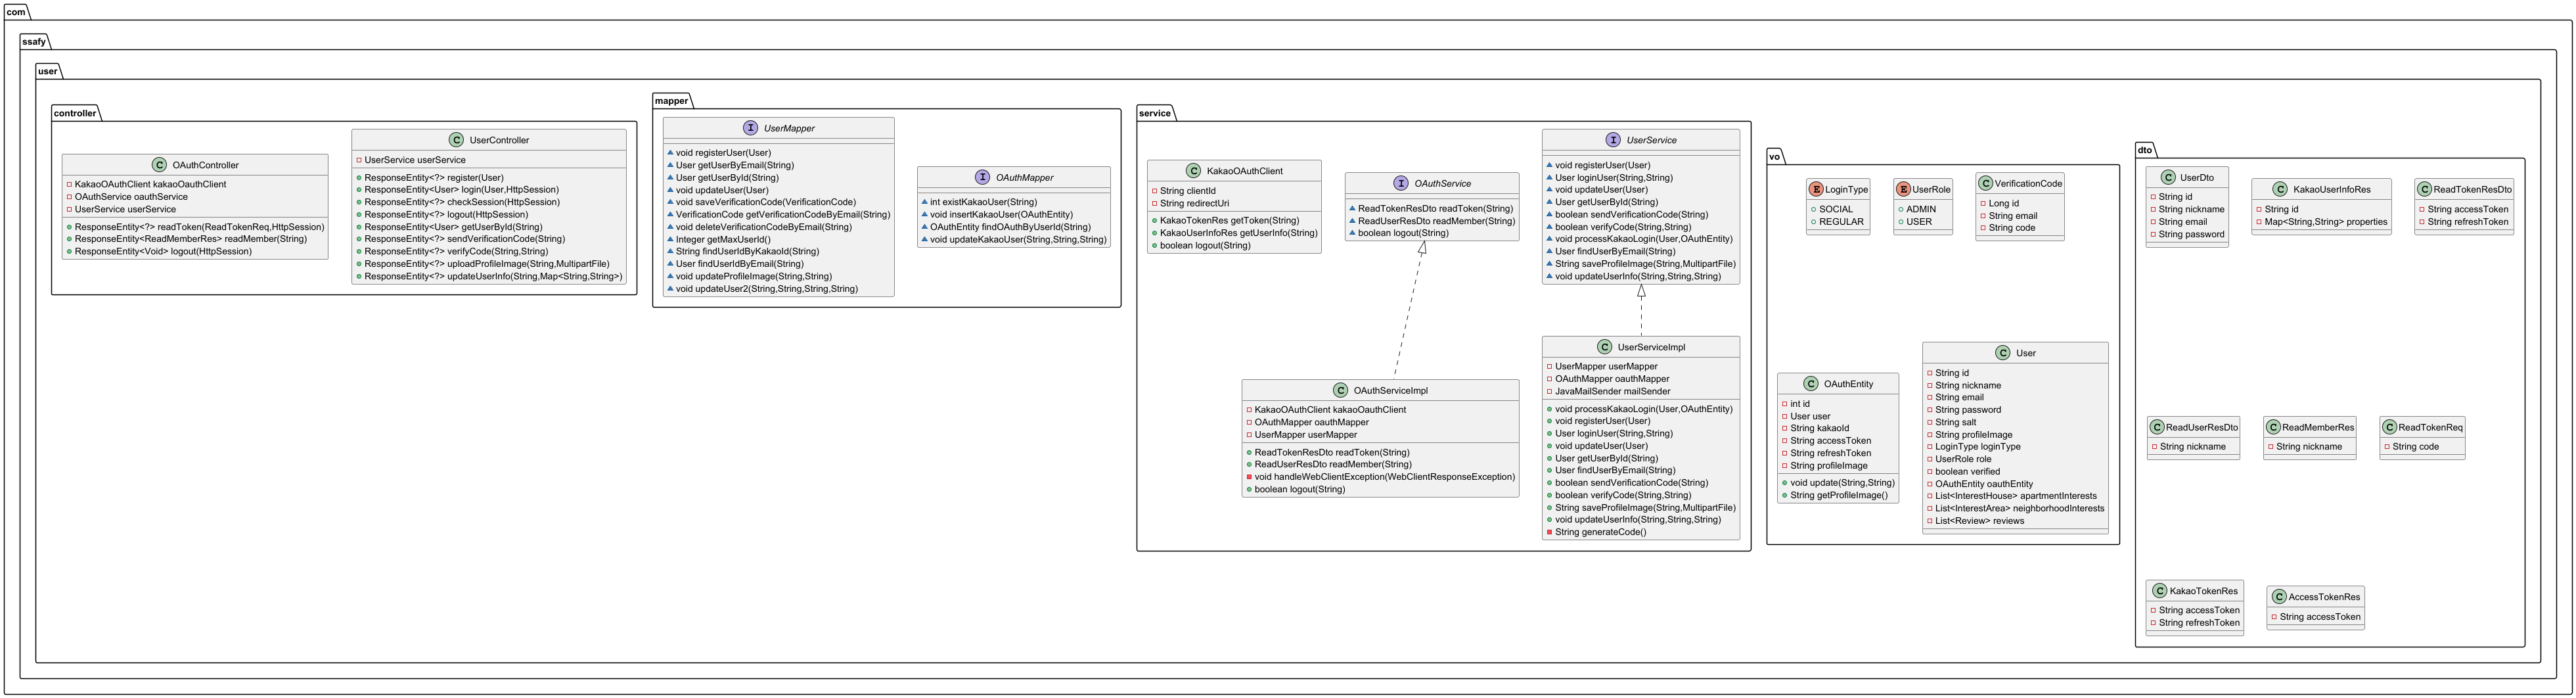 com
ssafy
user
controller
C OAuthController
KakaoOAuthClient kakaoOauthClient
OAuthService oauthService
UserService userService
ResponseEntity<?> readToken(ReadTokenReq,HttpSession)
ResponseEntity<ReadMemberRes> readMember(String)
ResponseEntity<Void> logout(HttpSession)
C UserController
UserService userService
ResponseEntity<?> register(User)
ResponseEntity<User> login(User,HttpSession)
ResponseEntity<?> checkSession(HttpSession)
ResponseEntity<?> logout(HttpSession)
ResponseEntity<User> getUserById(String)
ResponseEntity<?> sendVerificationCode(String)
ResponseEntity<?> verifyCode(String,String)
ResponseEntity<?> uploadProfileImage(String,MultipartFile)
ResponseEntity<?> updateUserInfo(String,Map<String,String>)
mapper
I UserMapper
void registerUser(User)
User getUserByEmail(String)
User getUserById(String)
void updateUser(User)
void saveVerificationCode(VerificationCode)
VerificationCode getVerificationCodeByEmail(String)
void deleteVerificationCodeByEmail(String)
Integer getMaxUserId()
String findUserIdByKakaoId(String)
User findUserIdByEmail(String)
void updateProfileImage(String,String)
void updateUser2(String,String,String,String)
I OAuthMapper
int existKakaoUser(String)
void insertKakaoUser(OAuthEntity)
OAuthEntity findOAuthByUserId(String)
void updateKakaoUser(String,String,String)
service
C KakaoOAuthClient
String clientId
String redirectUri
KakaoTokenRes getToken(String)
KakaoUserInfoRes getUserInfo(String)
boolean logout(String)
I OAuthService
ReadTokenResDto readToken(String)
ReadUserResDto readMember(String)
boolean logout(String)
I UserService
void registerUser(User)
User loginUser(String,String)
void updateUser(User)
User getUserById(String)
boolean sendVerificationCode(String)
boolean verifyCode(String,String)
void processKakaoLogin(User,OAuthEntity)
User findUserByEmail(String)
String saveProfileImage(String,MultipartFile)
void updateUserInfo(String,String,String)
C OAuthServiceImpl
KakaoOAuthClient kakaoOauthClient
OAuthMapper oauthMapper
UserMapper userMapper
ReadTokenResDto readToken(String)
ReadUserResDto readMember(String)
void handleWebClientException(WebClientResponseException)
boolean logout(String)
C UserServiceImpl
UserMapper userMapper
OAuthMapper oauthMapper
JavaMailSender mailSender
void processKakaoLogin(User,OAuthEntity)
void registerUser(User)
User loginUser(String,String)
void updateUser(User)
User getUserById(String)
User findUserByEmail(String)
boolean sendVerificationCode(String)
boolean verifyCode(String,String)
String saveProfileImage(String,MultipartFile)
void updateUserInfo(String,String,String)
String generateCode()
vo
E LoginType
SOCIAL
REGULAR
E UserRole
ADMIN
USER
C VerificationCode
Long id
String email
String code
C OAuthEntity
int id
User user
String kakaoId
String accessToken
String refreshToken
String profileImage
void update(String,String)
String getProfileImage()
C User
String id
String nickname
String email
String password
String salt
String profileImage
LoginType loginType
UserRole role
boolean verified
OAuthEntity oauthEntity
List<InterestHouse> apartmentInterests
List<InterestArea> neighborhoodInterests
List<Review> reviews
dto
C UserDto
String id
String nickname
String email
String password
C KakaoUserInfoRes
String id
Map<String,String> properties
C ReadTokenResDto
String accessToken
String refreshToken
C ReadUserResDto
String nickname
C ReadMemberRes
String nickname
C ReadTokenReq
String code
C KakaoTokenRes
String accessToken
String refreshToken
C AccessTokenRes
String accessToken